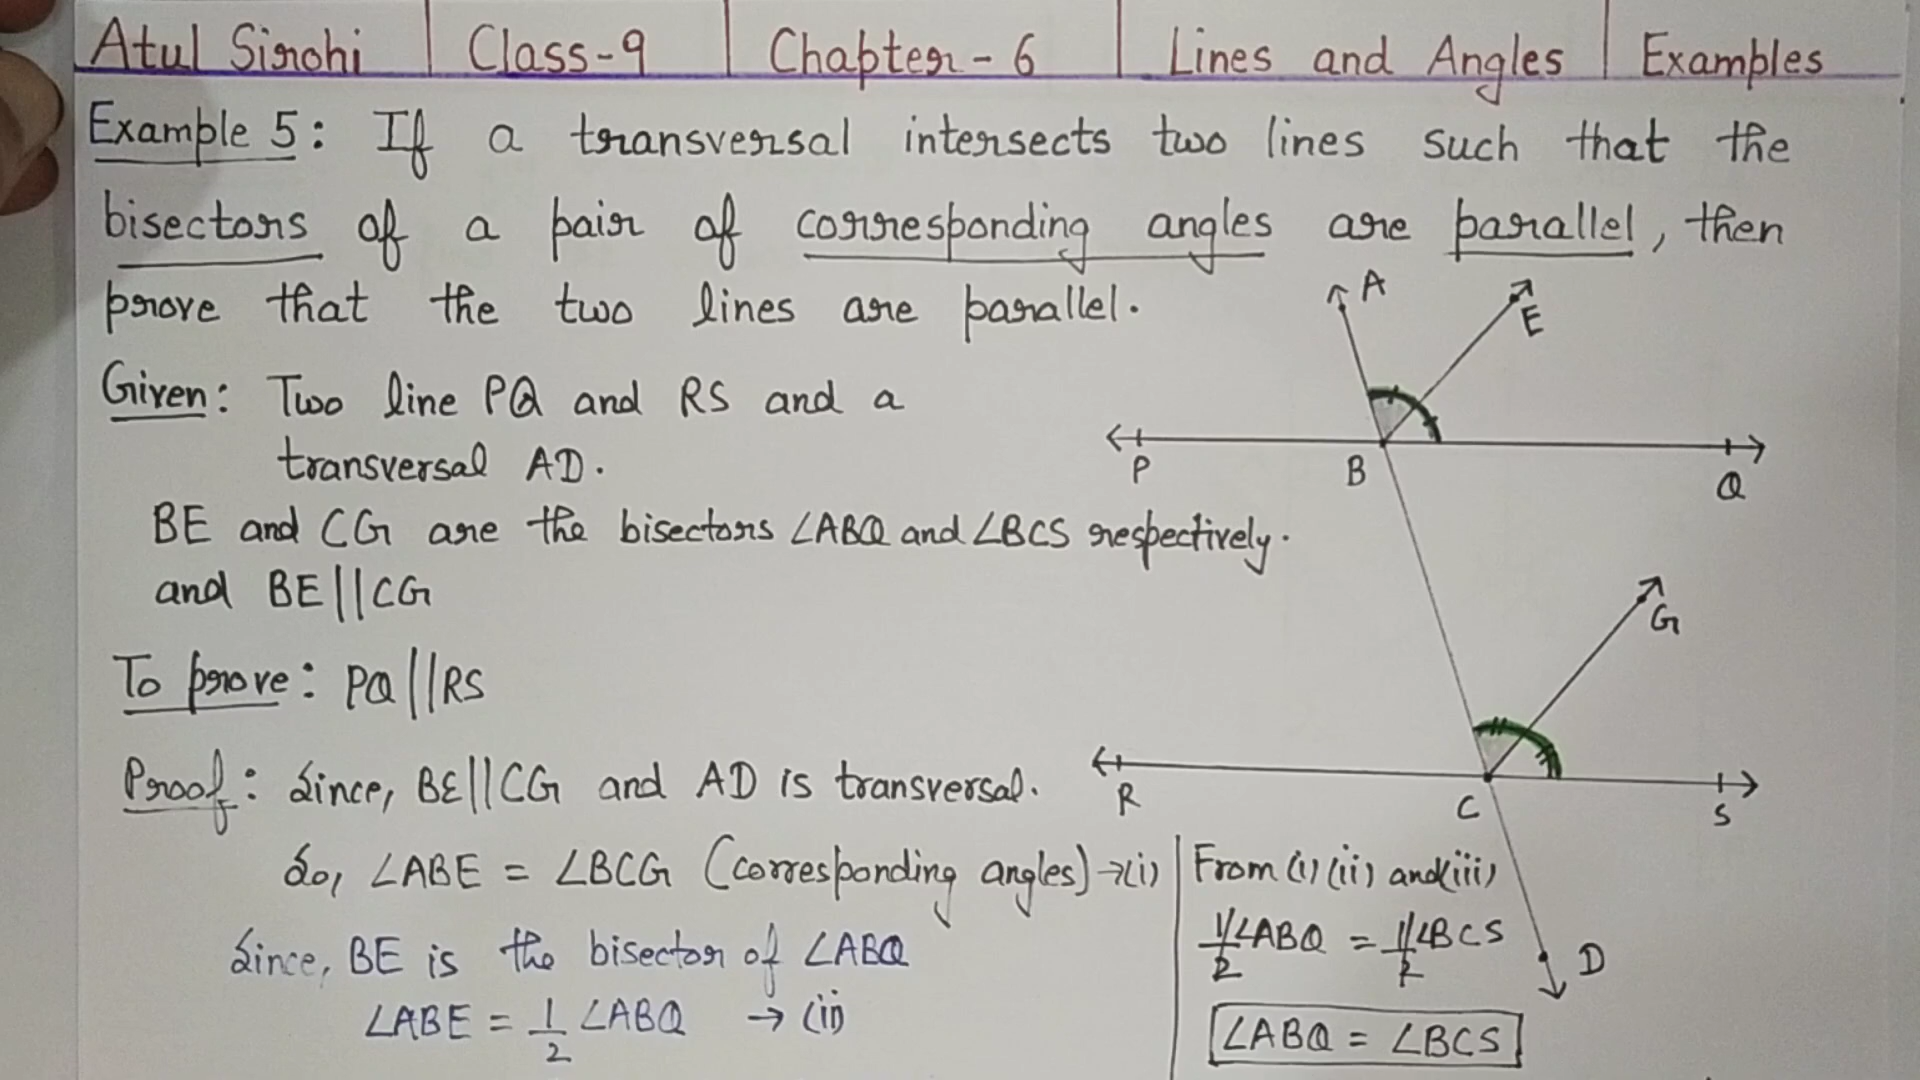 Atul Sirohi | Class-9 | Chapter-6 | Lines and Angles | Examples
Example 5: If a transversal intersects two lines such that the
bisectors of a pair of corresponding angles are parallel, then
prove that the two lines are parallel.
Given: Two line PQ and RS and a
transversal AD.
BE and CG are the bisectors ∠ABQ and ∠BCS respectively.
and BE||CG
To prove: PQ||RS
Proof: Since, BE||CG and AD is transversal.
So, ∠ABE = ∠BCG (corresponding angles) → (i)
Since, BE is the bisector of ∠ABQ
∠ABE = 1/2 ∠ABQ → (ii)
From (i) (ii) and (iii)
1/2 ∠ABQ = 1/2 ∠BCS
∠ABQ = ∠BCS
A
E
P
B
Q
G
R
C
S
D